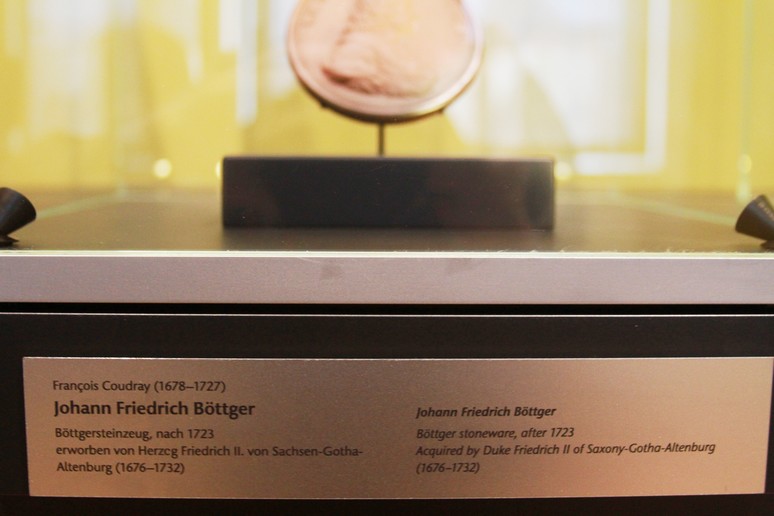 François Coudray (1678–1727)
Johann Friedrich Böttger
Böttgersteinzeug, nach 1723
erworben von Herzog Friedrich II. von Sachsen-Gotha-
Altenburg (1676–1732)
Johann Friedrich Böttger
Böttger stoneware, after 1723
Acquired by Duke Friedrich II of Saxony-Gotha-Altenburg
(1676–1732)